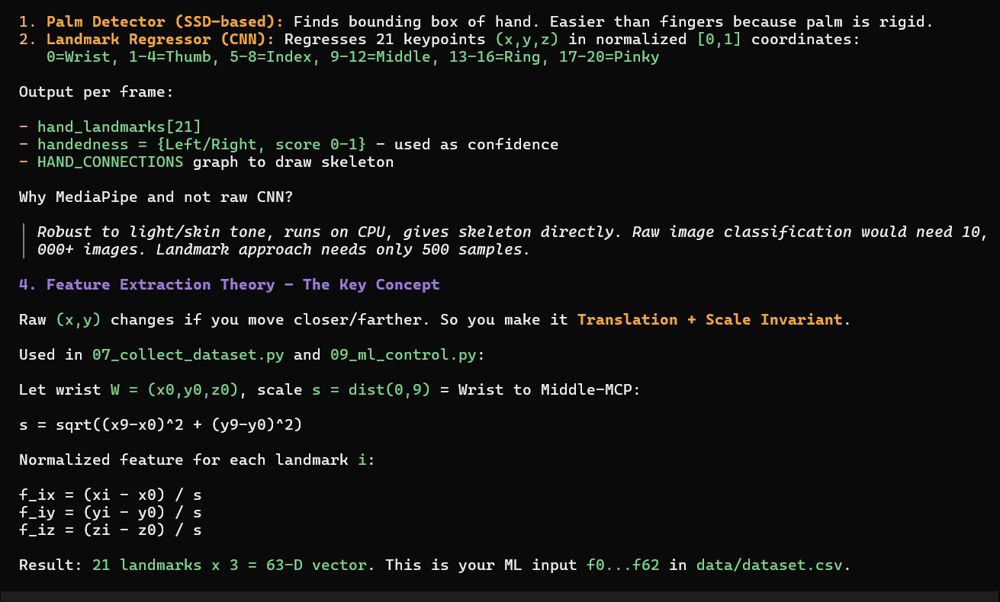 1. Palm Detector (SSD-based): Finds bounding box of hand. Easier than fingers because palm is rigid.
2. Landmark Regressor (CNN): Regresses 21 keypoints (x,y,z) in normalized [0,1] coordinates:
0=Wrist, 1-4=Thumb, 5-8=Index, 9-12=Middle, 13-16=Ring, 17-20=Pinky
Output per frame:
- hand_landmarks[21]
- handedness = {Left/Right, score 0-1} - used as confidence
- HAND_CONNECTIONS graph to draw skeleton
Why MediaPipe and not raw CNN?
Robust to light/skin tone, runs on CPU, gives skeleton directly. Raw image classification would need 10,
000+ images. Landmark approach needs only 500 samples.
4. Feature Extraction Theory - The Key Concept
Raw (x,y) changes if you move closer/farther. So you make it Translation + Scale Invariant.
Used in 07_collect_dataset.py and 09_ml_control.py:
Let wrist W = (x0,y0,z0), scale s = dist(0,9) = Wrist to Middle-MCP:
s = sqrt((x9-x0)^2 + (y9-y0)^2)
Normalized feature for each landmark i:
f_ix = (xi - x0) / s
f_iy = (yi - y0) / s
f_iz = (zi - z0) / s
Result: 21 landmarks x 3 = 63-D vector. This is your ML input f0...f62 in data/dataset.csv.